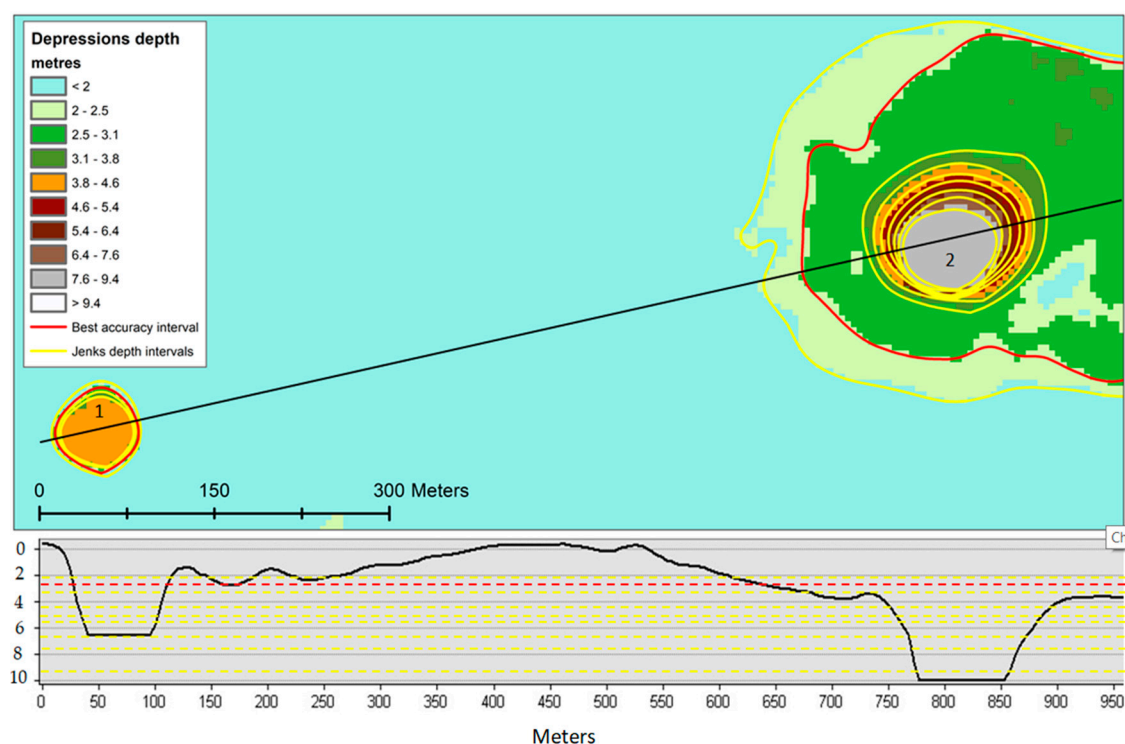 Depressions depth
metres
< 2
2 - 2.5
2.5 - 3.1
3.1 - 3.8
3.8 - 4.6
4.6 - 5.4
5.4 - 6.4
6.4 - 7.6
7.6 - 9.4
> 9.4
Best accuracy interval
Jenks depth intervals
2
1
0 150 300 Meters
Ch
0
2
4
6
8
10
0 50 100 150 200 250 300 350 400 450 500 550 600 650 700 750 800 850 900 950
Meters